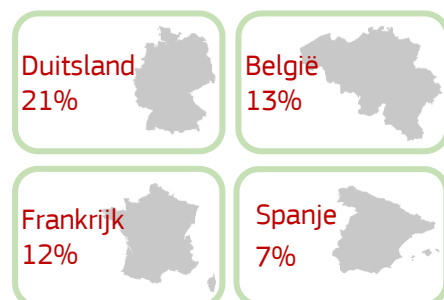 Duitsland
21%
België
13%
Frankrijk
12%
Spanje
7%